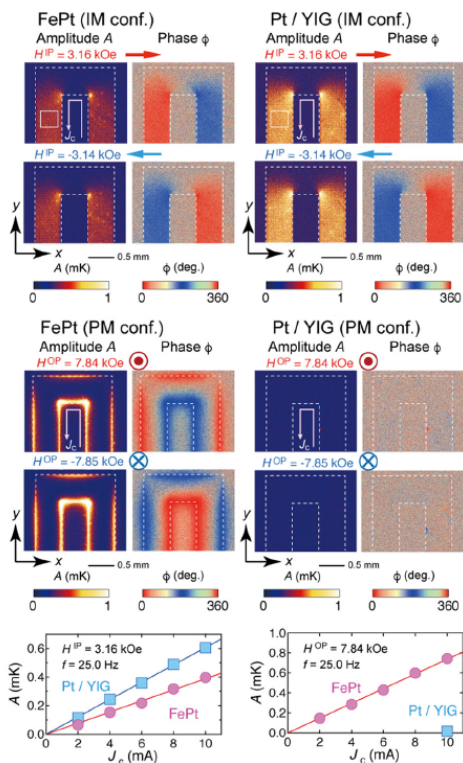 FePt (IM conf.)
Amplitude A Phase ϕ
H^IP = 3.16 kOe
J_c
H^IP = -3.14 kOe
y
x
0.5 mm
A (mK) ϕ (deg.)
0 1 0 360
Pt / YIG (IM conf.)
Amplitude A Phase ϕ
H^IP = 3.16 kOe
J_c
H^IP = -3.14 kOe
y
x
0.5 mm
A (mK) ϕ (deg.)
0 1 0 360
FePt (PM conf.)
Amplitude A Phase ϕ
H^OP = 7.84 kOe
J_c
H^OP = -7.85 kOe
y
x
0.5 mm
A (mK) ϕ (deg.)
0 1 0 360
Pt / YIG (PM conf.)
Amplitude A Phase ϕ
H^OP = 7.84 kOe
J_c
H^OP = -7.85 kOe
y
x
0.5 mm
A (mK) ϕ (deg.)
0 1 0 360
0.6
0.4
0.2
0.0
A (mK)
H^IP = 3.16 kOe
f = 25.0 Hz
Pt / YIG
FePt
0 2 4 6 8 10
J_c (mA)
1.0
0.8
0.6
0.4
0.2
0.0
A (mK)
H^OP = 7.84 kOe
f = 25.0 Hz
FePt
Pt / YIG
0 2 4 6 8 10
J_c (mA)